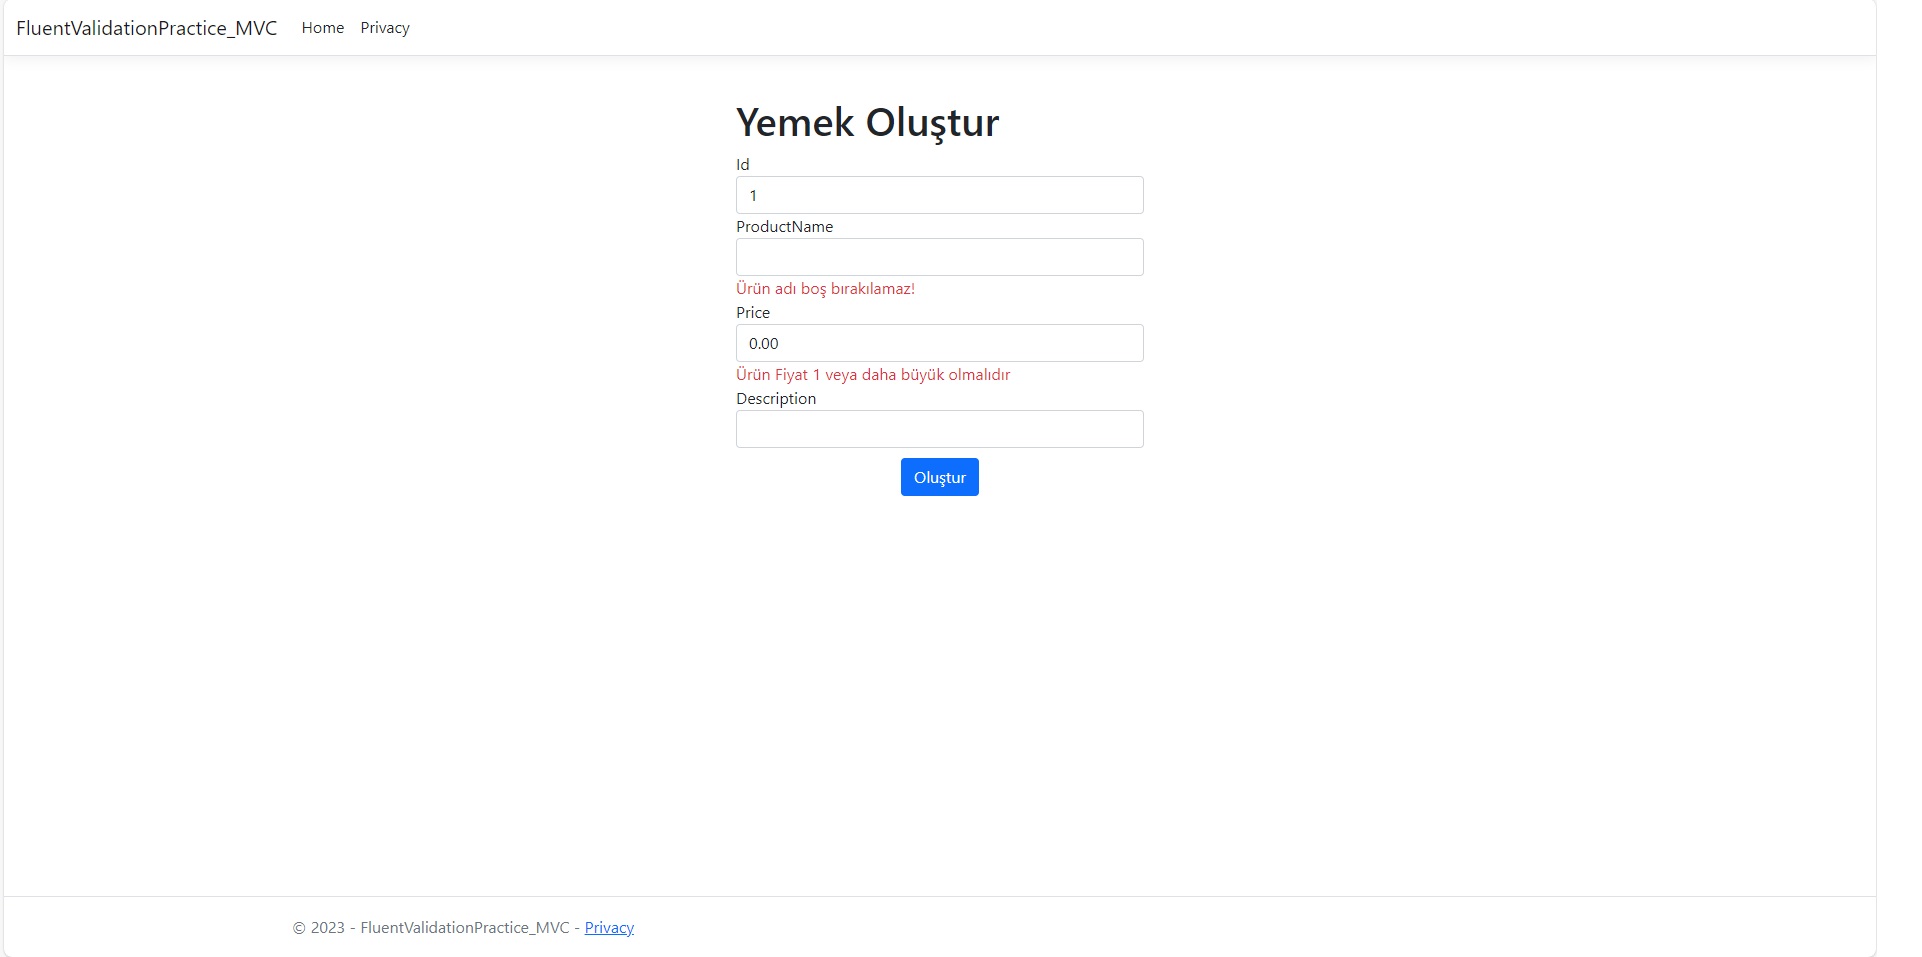 FluentValidationPractice_MVC Home Privacy
Yemek Oluştur
Id
1
ProductName
Ürün adı boş bırakılamaz!
Price
0.00
Ürün Fiyat 1 veya daha büyük olmalıdır
Description
Oluştur
© 2023 - FluentValidationPractice_MVC - Privacy